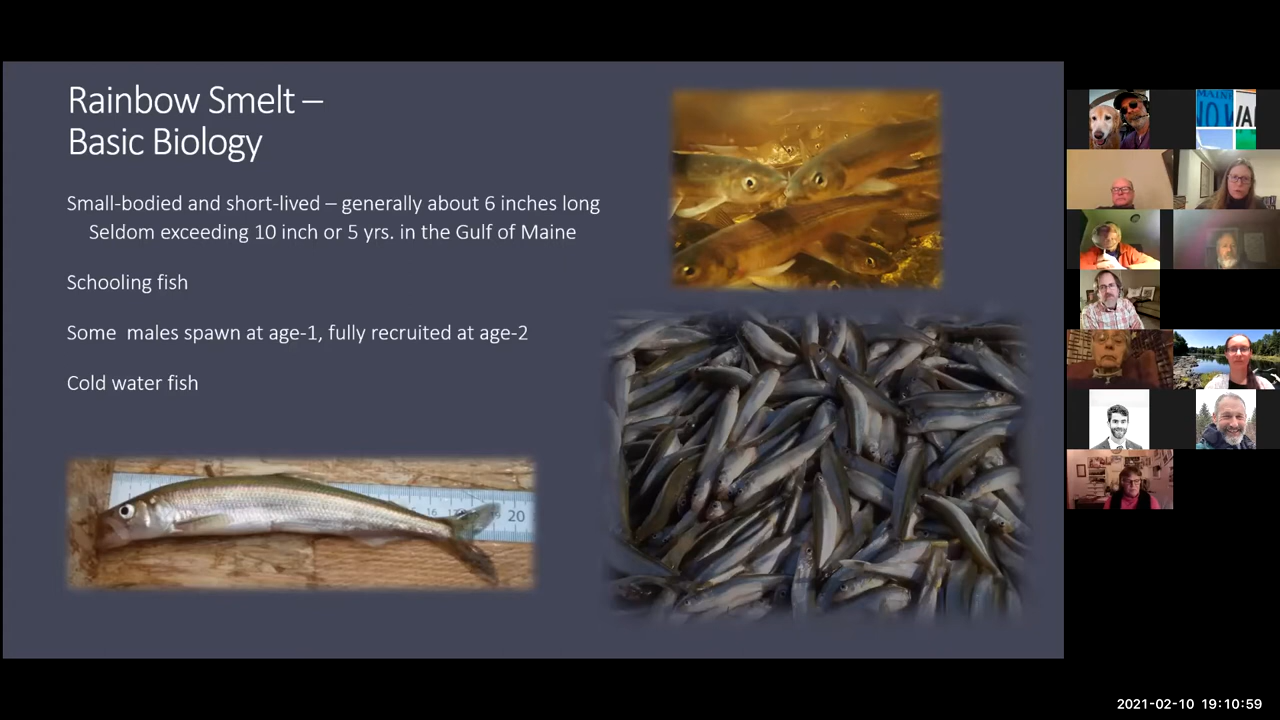 Rainbow Smelt –
Basic Biology
Small-bodied and short-lived – generally about 6 inches long
Seldom exceeding 10 inch or 5 yrs. in the Gulf of Maine
Schooling fish
Some  males spawn at age-1, fully recruited at age-2
Cold water fish
20
MAINE
2021-02-10 19:10:59